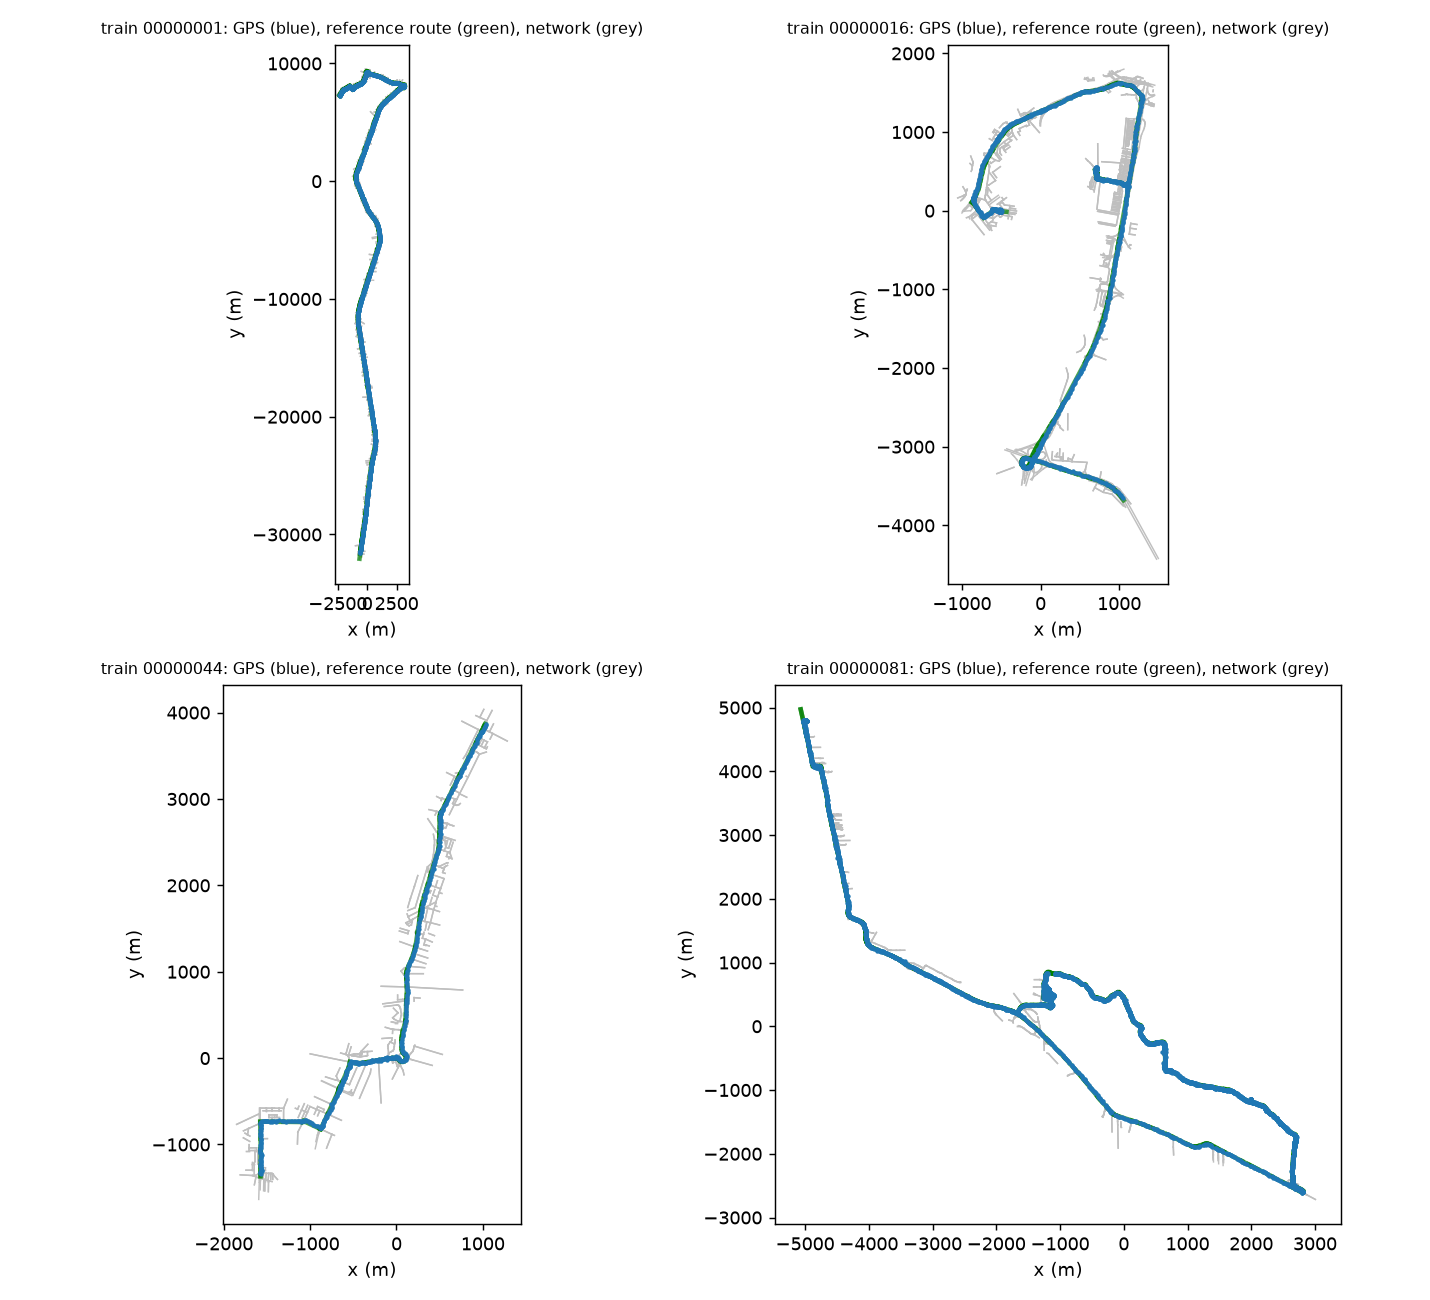 train 00000001: GPS (blue), reference route (green), network (grey)
10000
0
−10000
−20000
−30000
y (m)
−2500 0 2500
x (m)
train 00000016: GPS (blue), reference route (green), network (grey)
2000
1000
0
−1000
−2000
−3000
−4000
y (m)
−1000 0 1000
x (m)
train 00000044: GPS (blue), reference route (green), network (grey)
4000
3000
2000
1000
0
−1000
y (m)
−2000 −1000 0 1000
x (m)
train 00000081: GPS (blue), reference route (green), network (grey)
5000
4000
3000
2000
1000
0
−1000
−2000
−3000
y (m)
−5000 −4000 −3000 −2000 −1000 0 1000 2000 3000
x (m)